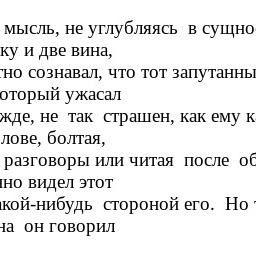 мысль, не углубляясь в сущно
ку и две вина,
тно сознавал, что тот запутанны
оторый ужасал
жде, не так страшен, как ему к
лове, болтая,
разговоры или читая после об
но видел этот
акой-нибудь стороной его. Но т
на он говорил